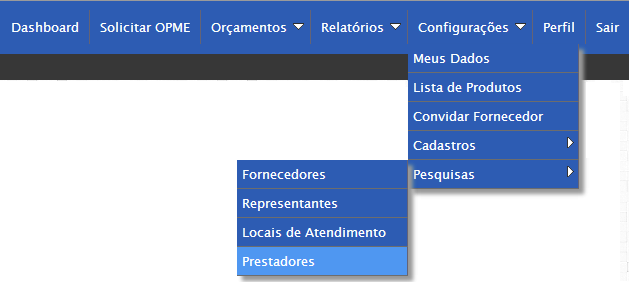 Dashboard Solicitar OPME Orçamentos Relatórios Configurações Perfil Sair
Meus Dados
Lista de Produtos
Convidar Fornecedor
Cadastros
Pesquisas
Fornecedores
Representantes
Locais de Atendimento
Prestadores